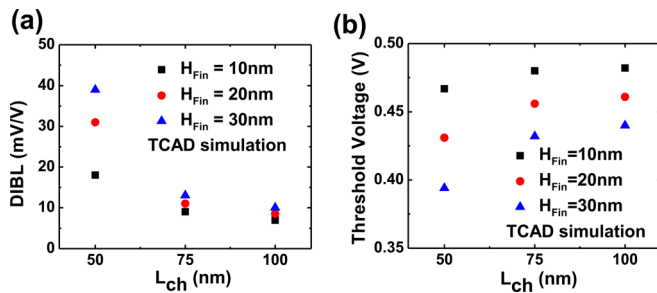 (a)
50
40
30
20
10
0
DIBL (mV/V)
H_Fin = 10nm
H_Fin = 20nm
H_Fin = 30nm
TCAD simulation
50 75 100
L_ch (nm)
(b)
0.50
0.45
0.40
0.35
Threshold Voltage (V)
H_Fin=10nm
H_Fin=20nm
H_Fin=30nm
TCAD simulation
50 75 100
L_ch (nm)